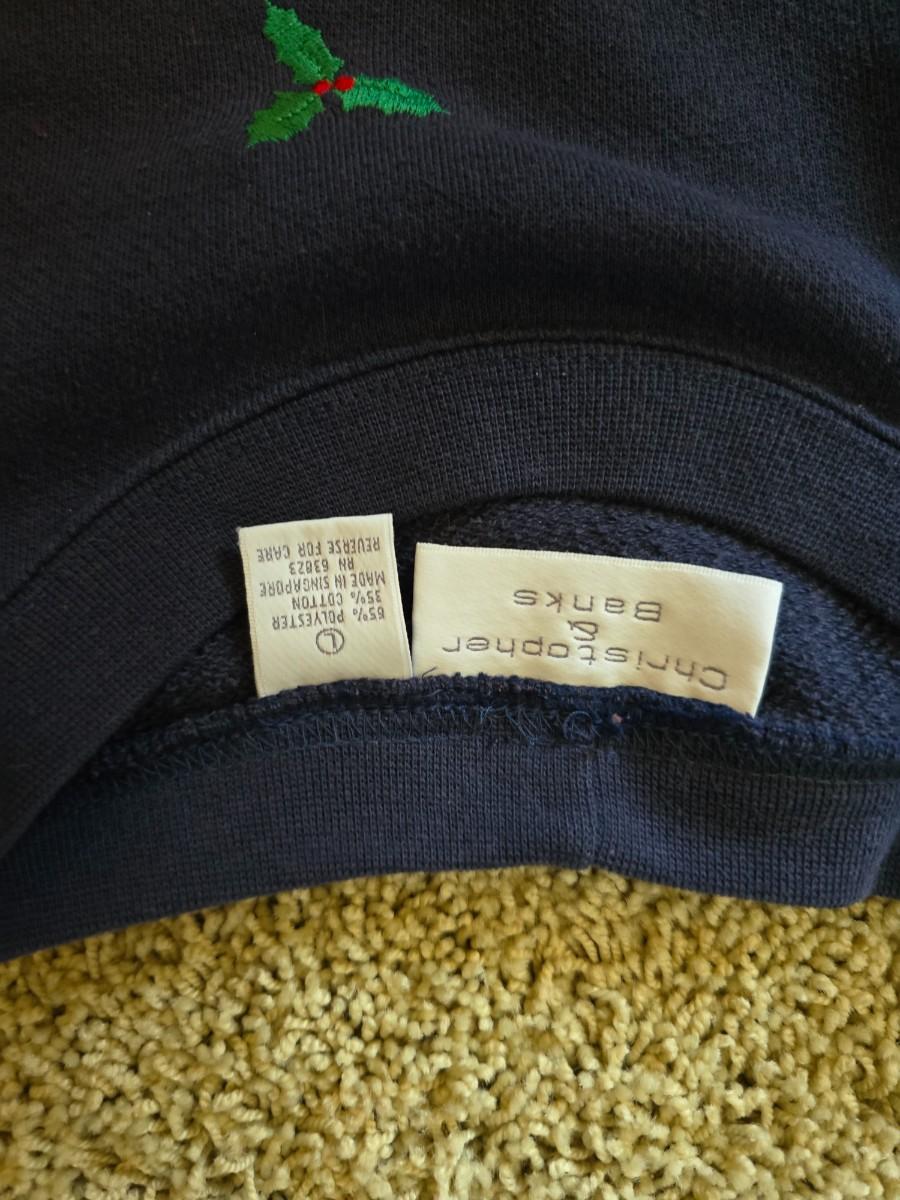 L
65% POLYESTER
35% COTTON
MADE IN SINGAPORE
RN 63823
REVERSE FOR CARE
Christopher
&
Banks